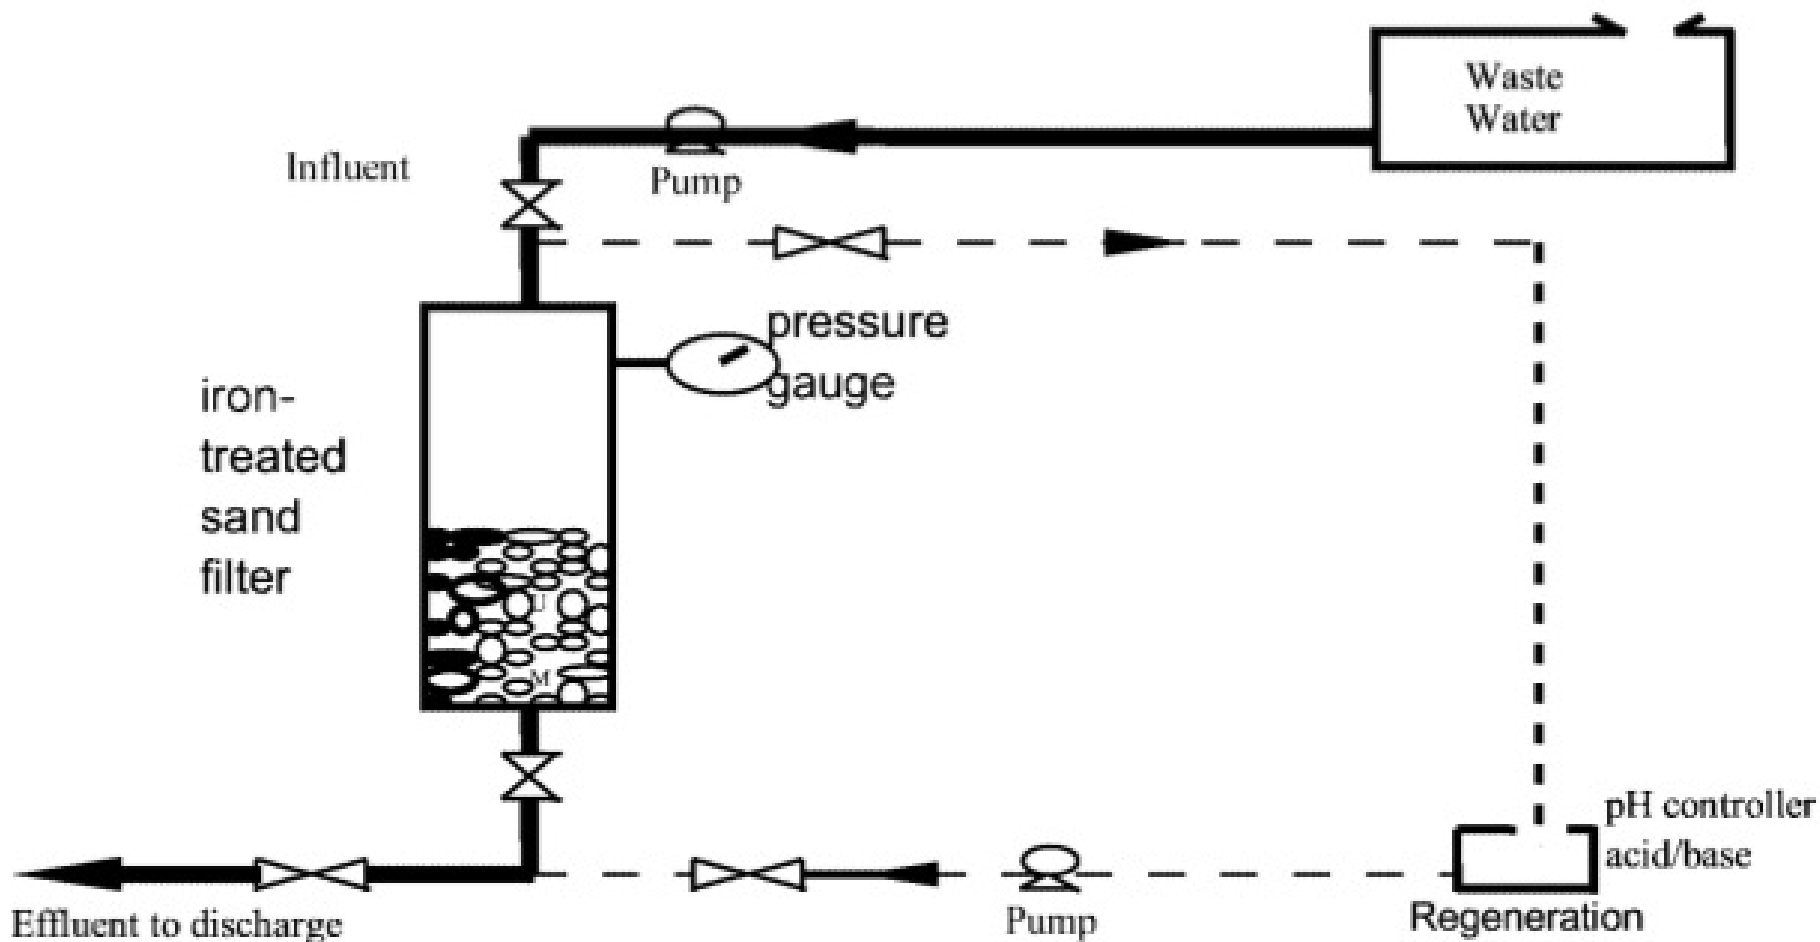 Waste
Water
Influent
Pump
pressure
gauge
iron-
treated
sand
filter
U
M
pH controller
acid/base
Regeneration
Pump
Effluent to discharge